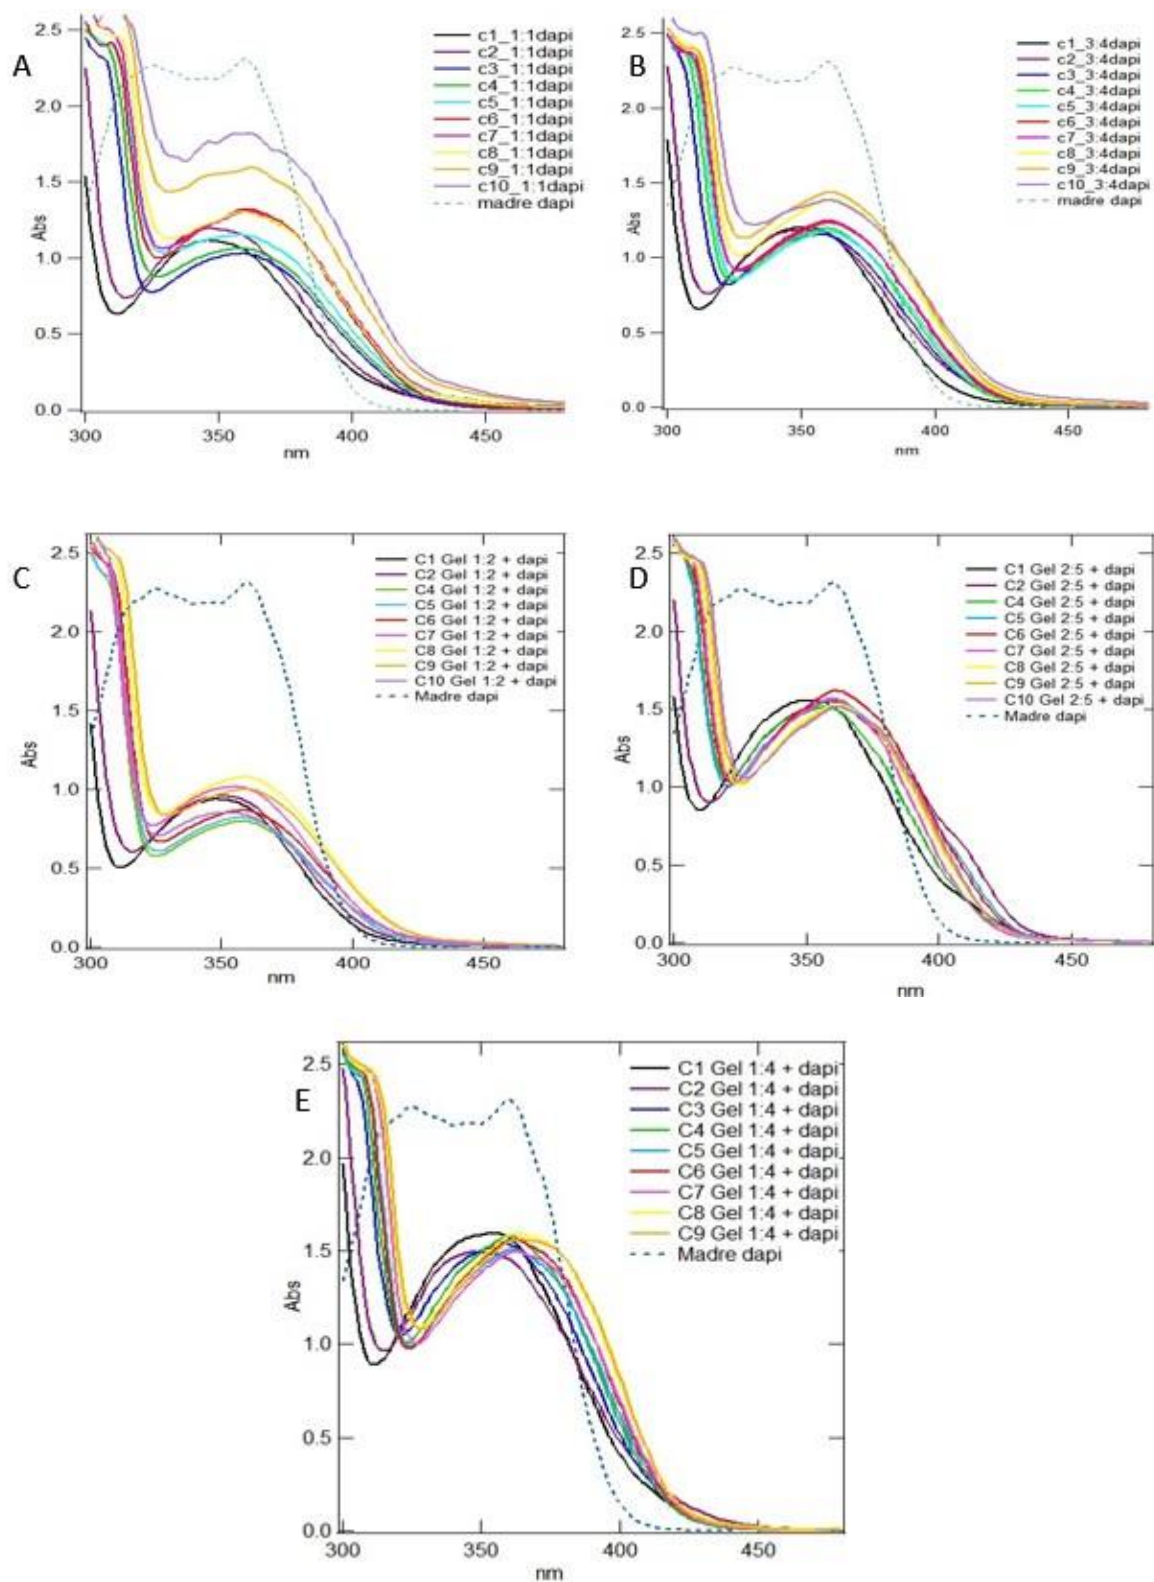 A
2.5
2.0
1.5
1.0
0.5
0.0
Abs
300
350
400
450
nm
c1_1:1dapi
c2_1:1dapi
c3_1:1dapi
c4_1:1dapi
c5_1:1dapi
c6_1:1dapi
c7_1:1dapi
c8_1:1dapi
c9_1:1dapi
c10_1:1dapi
madre dapi
B
2.5
2.0
1.5
1.0
0.5
0.0
Abs
300
350
400
450
nm
c1_3:4dapi
c2_3:4dapi
c3_3:4dapi
c4_3:4dapi
c5_3:4dapi
c6_3:4dapi
c7_3:4dapi
c8_3:4dapi
c9_3:4dapi
c10_3:4dapi
madre dapi
C
2.5
2.0
1.5
1.0
0.5
0.0
Abs
300
350
400
450
nm
C1 Gel 1:2 + dapi
C2 Gel 1:2 + dapi
C4 Gel 1:2 + dapi
C5 Gel 1:2 + dapi
C6 Gel 1:2 + dapi
C7 Gel 1:2 + dapi
C8 Gel 1:2 + dapi
C9 Gel 1:2 + dapi
C10 Gel 1:2 + dapi
Madre dapi
D
2.5
2.0
1.5
1.0
0.5
0.0
Abs
300
350
400
450
nm
C1 Gel 2:5 + dapi
C2 Gel 2:5 + dapi
C4 Gel 2:5 + dapi
C5 Gel 2:5 + dapi
C6 Gel 2:5 + dapi
C7 Gel 2:5 + dapi
C8 Gel 2:5 + dapi
C9 Gel 2:5 + dapi
C10 Gel 2:5 + dapi
Madre dapi
E
2.5
2.0
1.5
1.0
0.5
0.0
Abs
300
350
400
450
nm
C1 Gel 1:4 + dapi
C2 Gel 1:4 + dapi
C3 Gel 1:4 + dapi
C4 Gel 1:4 + dapi
C5 Gel 1:4 + dapi
C6 Gel 1:4 + dapi
C7 Gel 1:4 + dapi
C8 Gel 1:4 + dapi
C9 Gel 1:4 + dapi
Madre dapi